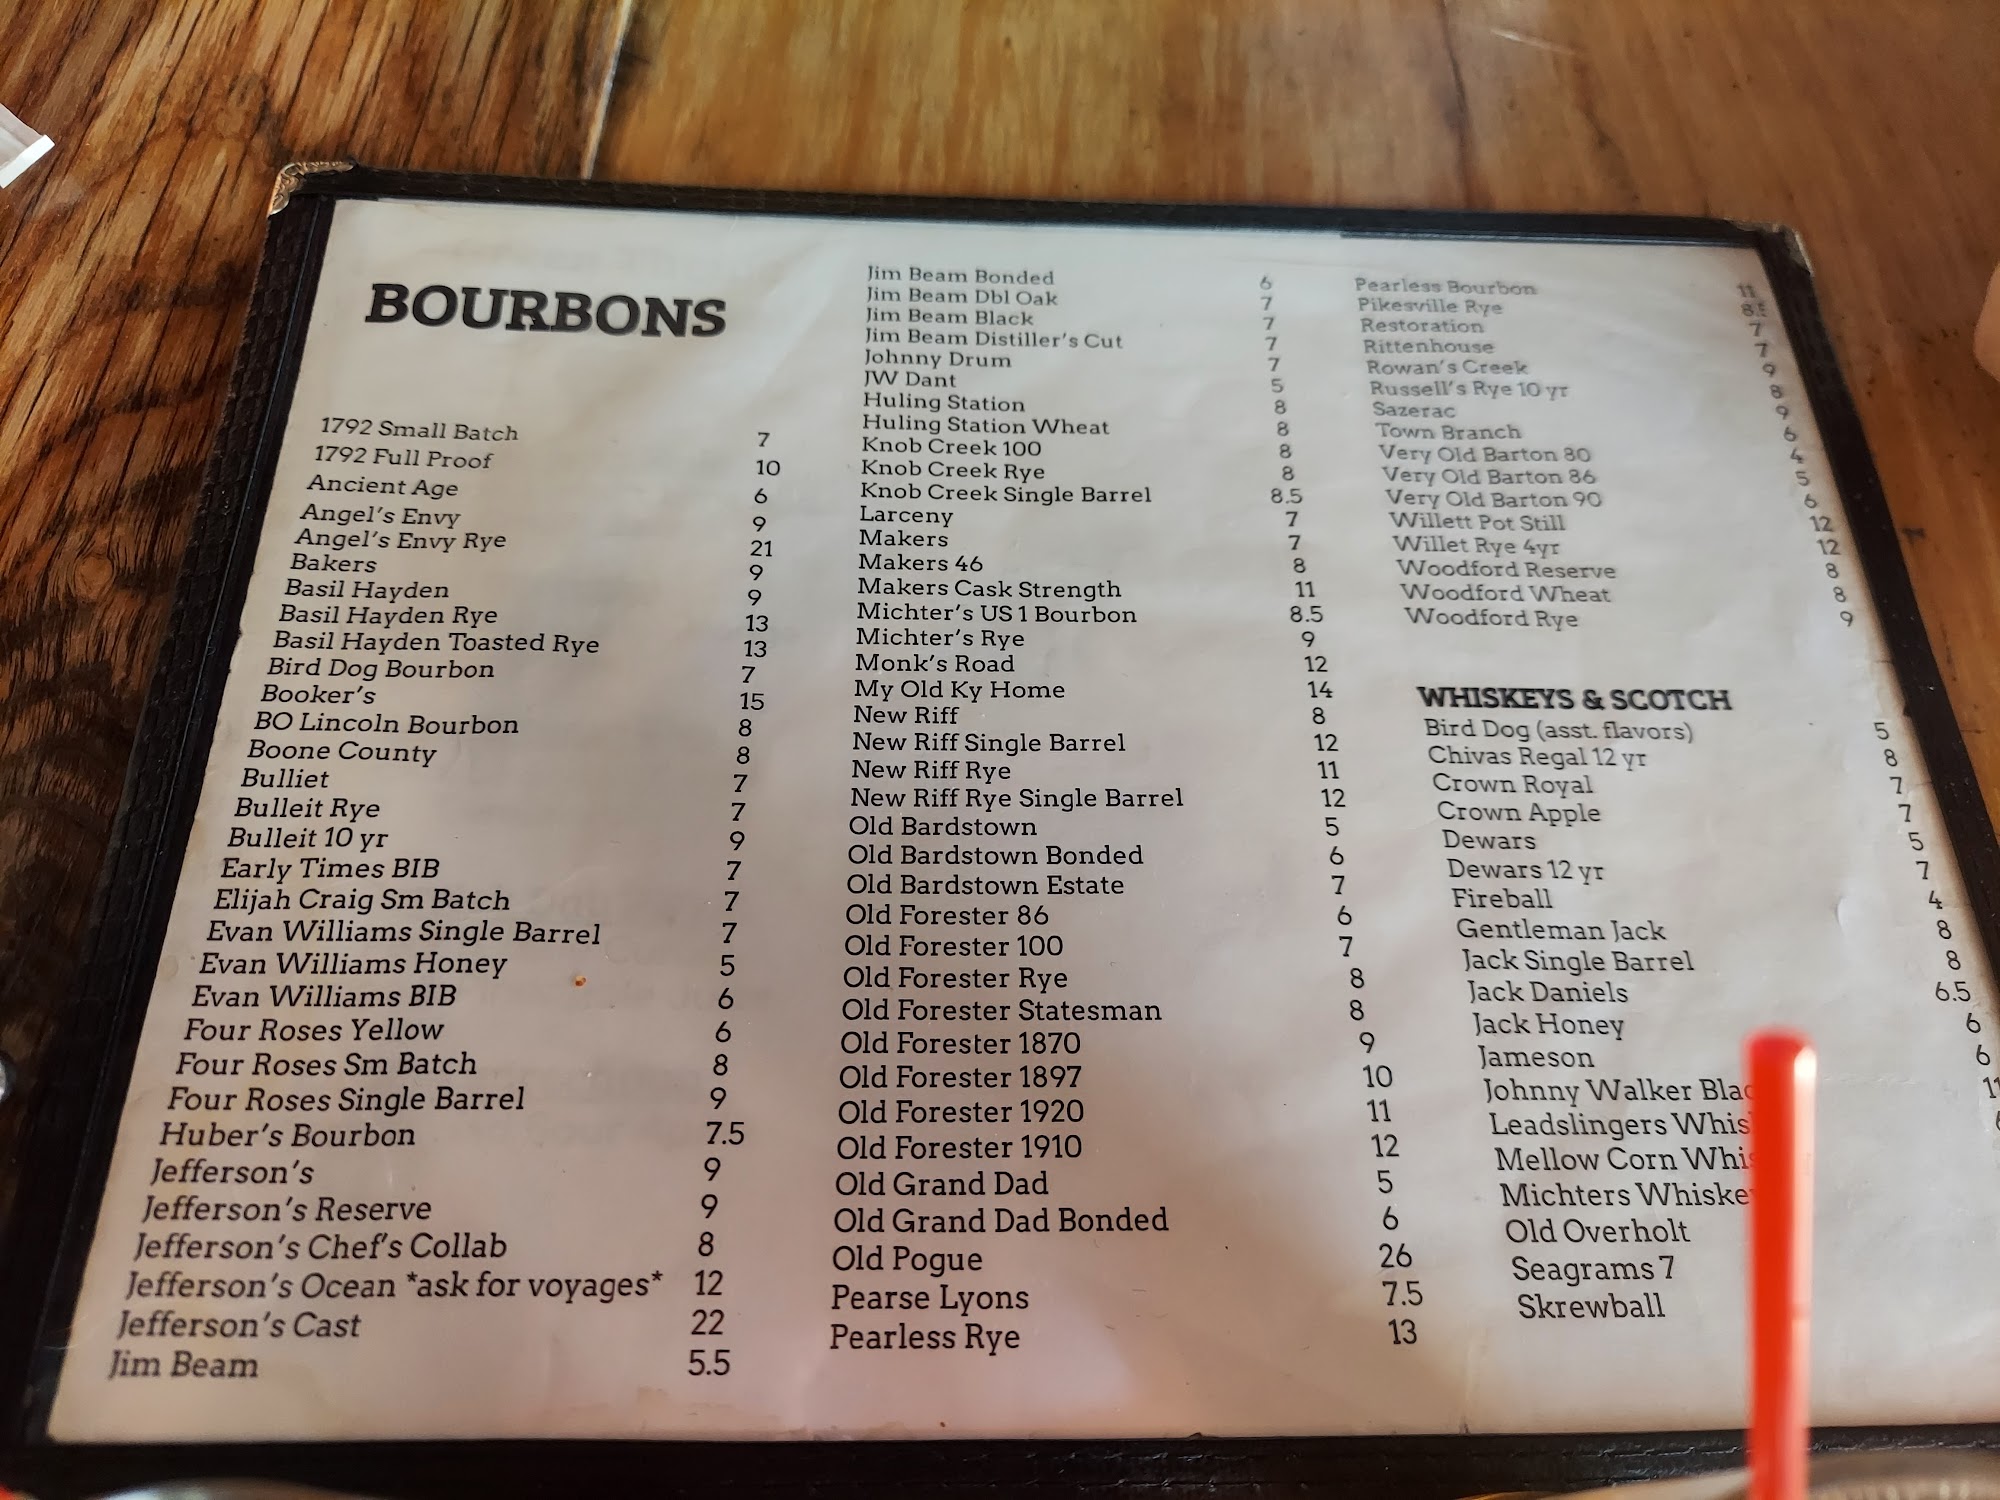 BOURBONS
1792 Small Batch 7
1792 Full Proof 10
Ancient Age 6
Angel's Envy 9
Angel's Envy Rye 21
Bakers 9
Basil Hayden 9
Basil Hayden Rye 13
Basil Hayden Toasted Rye 13
Bird Dog Bourbon 7
Booker's 15
BO Lincoln Bourbon 8
Boone County 8
Bulliet 7
Bulleit Rye 7
Bulleit 10 yr 9
Early Times BIB 7
Elijah Craig Sm Batch 7
Evan Williams Single Barrel 7
Evan Williams Honey 5
Evan Williams BIB 6
Four Roses Yellow 6
Four Roses Sm Batch 8
Four Roses Single Barrel 9
Huber's Bourbon 7.5
Jefferson's 9
Jefferson's Reserve 9
Jefferson's Chef's Collab 8
Jefferson's Ocean *ask for voyages* 12
Jefferson's Cast 22
Jim Beam 5.5
Jim Beam Bonded 6
Jim Beam Dbl Oak 7
Jim Beam Black 7
Jim Beam Distiller's Cut 7
Johnny Drum 7
JW Dant 5
Huling Station 8
Huling Station Wheat 8
Knob Creek 100 8
Knob Creek Rye 8
Knob Creek Single Barrel 8.5
Larceny 7
Makers 7
Makers 46 8
Makers Cask Strength 11
Michter's US 1 Bourbon 8.5
Michter's Rye 9
Monk's Road 12
My Old Ky Home 14
New Riff 8
New Riff Single Barrel 12
New Riff Rye 11
New Riff Rye Single Barrel 12
Old Bardstown 5
Old Bardstown Bonded 6
Old Bardstown Estate 7
Old Forester 86 6
Old Forester 100 7
Old Forester Rye 8
Old Forester Statesman 8
Old Forester 1870 9
Old Forester 1897 10
Old Forester 1920 11
Old Forester 1910 12
Old Grand Dad 5
Old Grand Dad Bonded 6
Old Pogue 26
Pearse Lyons 7.5
Pearless Rye 13
Pearless Bourbon 11
Pikesville Rye
Restoration 7
Rittenhouse 7
Rowan's Creek 9
Russell's Rye 10 yr 8
Sazerac 9
Town Branch 6
Very Old Barton 80 4
Very Old Barton 86 5
Very Old Barton 90 6
Willett Pot Still 12
Willet Rye 4yr 12
Woodford Reserve 8
Woodford Wheat 8
Woodford Rye 9
WHISKEYS & SCOTCH
Bird Dog (asst. flavors) 5
Chivas Regal 12 yr 8
Crown Royal 7
Crown Apple 7
Dewars 5
Dewars 12 yr 7
Fireball 4
Gentleman Jack 8
Jack Single Barrel 8
Jack Daniels 6.5
Jack Honey 6
Jameson 6
Johnny Walker
Leadslingers
Mellow Corn
Michters
Old Overholt
Seagrams 7
Skrewball